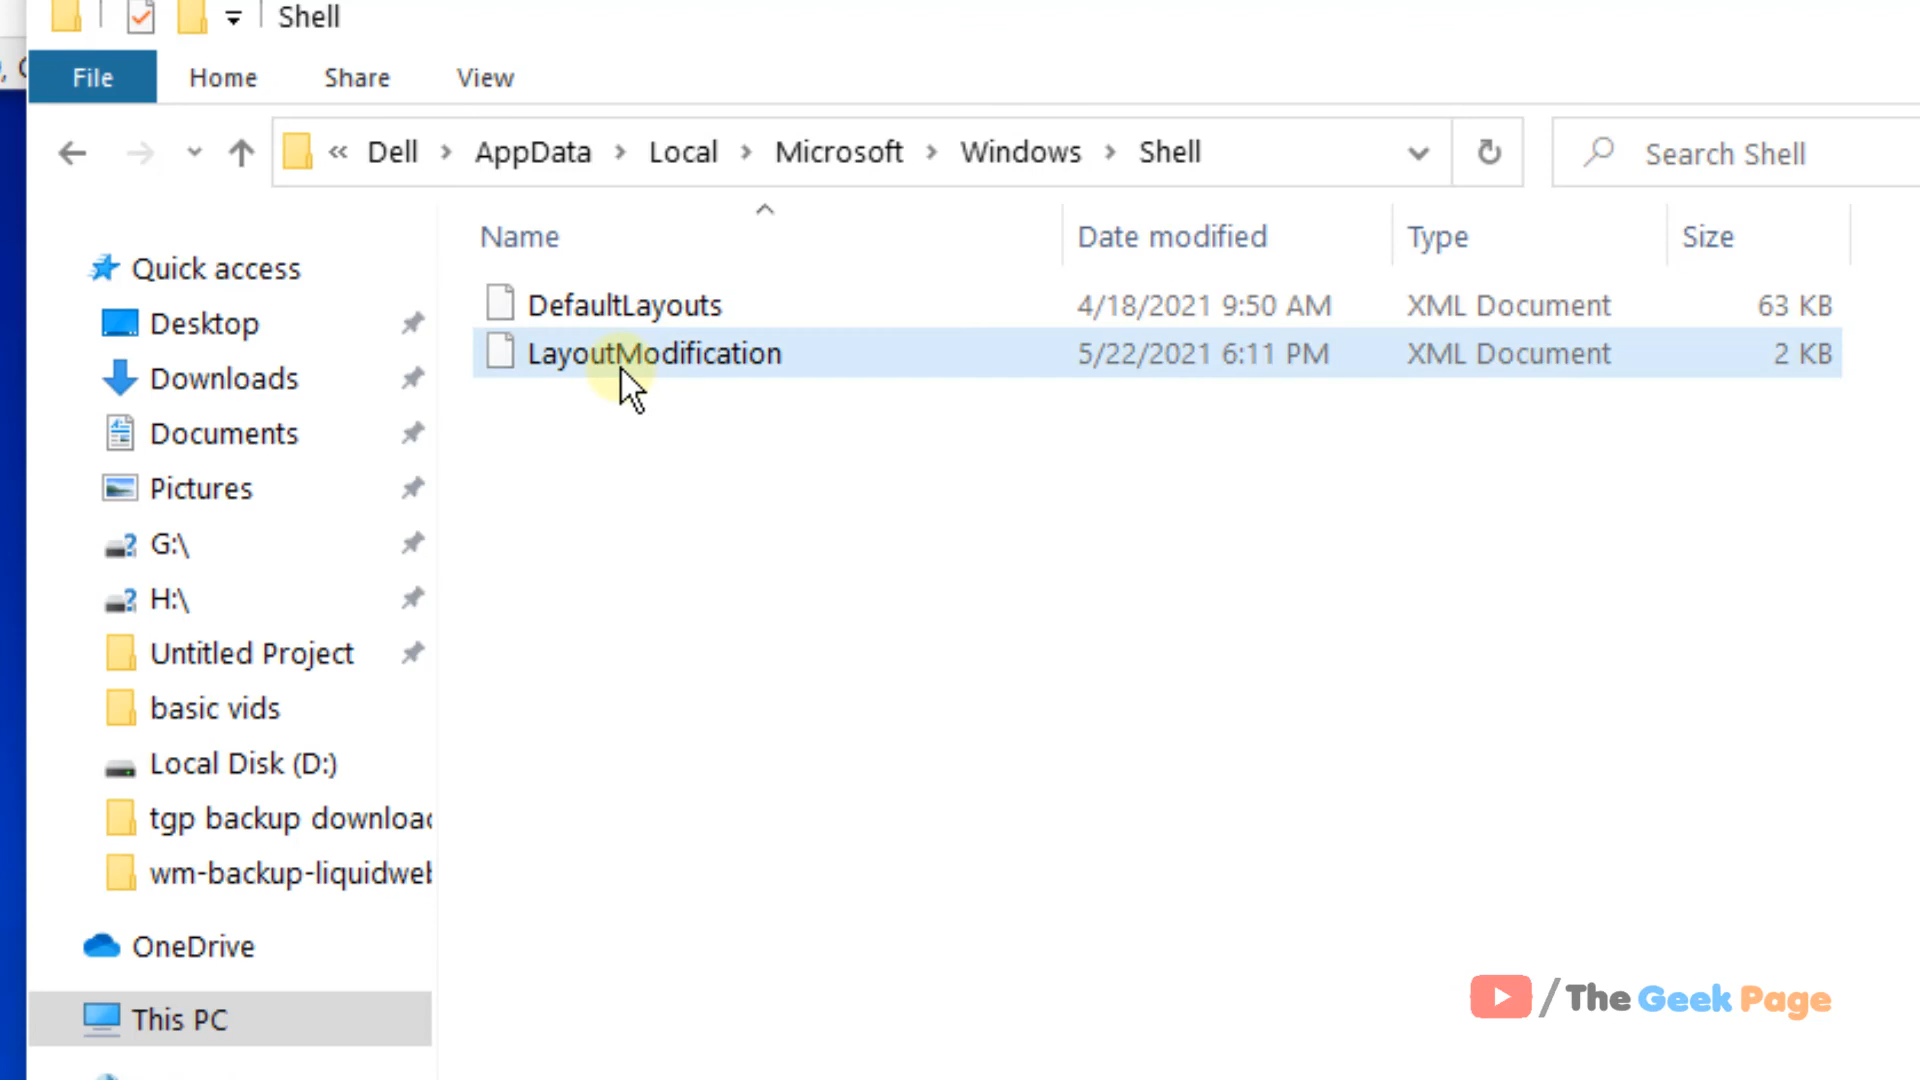 Shell
File Home Share View
« Dell > AppData > Local > Microsoft > Windows > Shell
Search Shell
Name Date modified Type Size
DefaultLayouts 4/18/2021 9:50 AM XML Document 63 KB
LayoutModification 5/22/2021 6:11 PM XML Document 2 KB
Quick access
Desktop
Downloads
Documents
Pictures
G:\
H:\
Untitled Project
basic vids
Local Disk (D:)
tgp backup downloa
wm-backup-liquidwe
OneDrive
This PC
/The Geek Page